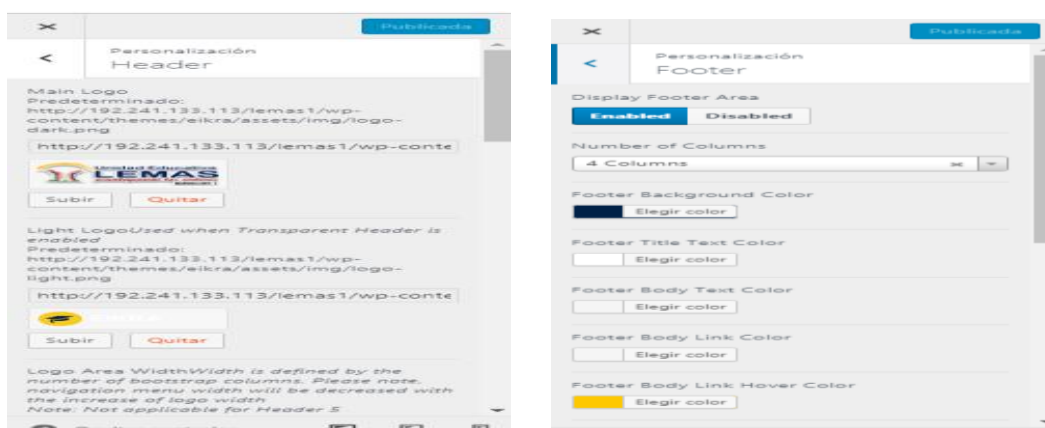 Publicada
Personalización
Header
Main Logo
Predeterminado:
http://192.241.133.113/lemas1/wp-
content/themes/eikra/assets/img/logo-
dark.png
http://192.241.133.113/lemas1/wp-conte
Unidad Educativa
LEMAS
Subir Quitar
Light LogoUsed when Transparent Header is
enabled
Predeterminado:
http://192.241.133.113/lemas1/wp-
content/themes/eikra/assets/img/logo-
light.png
http://192.241.133.113/lemas1/wp-conte
Subir Quitar
Logo Area WidthWidth is defined by the
number of bootstrap columns. Please note,
navigation menu width will be decreased with
the increase of logo width
Note: Not applicable for Header 5
Publicada
Personalización
Footer
Display Footer Area
Enabled Disabled
Number of Columns
4 Columns
Footer Background Color
Elegir color
Footer Title Text Color
Elegir color
Footer Body Text Color
Elegir color
Footer Body Link Color
Elegir color
Footer Body Link Hover Color
Elegir color